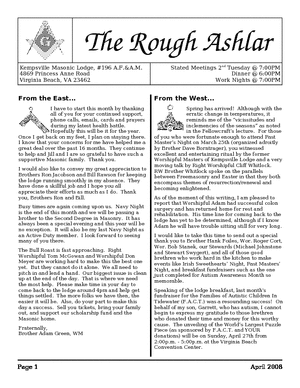 The Rough Ashlar
Kempsville Masonic Lodge, #196 A.F.&A.M.
4869 Princess Anne Road
Virginia Beach, VA 23462
Stated Meetings 2nd Tuesday @ 7:00PM
Dinner @ 6:00PM
Work Nights @ 7:00PM
From the East...
I have to start this month by thanking
all of you for your continued support,
phone calls, emails, cards and prayers
during my latest health battle.
Hopefully this will be it for the year.
Once I get back on my feet, I plan on staying there.
I know that your concerns for me have helped me a
great deal over the past 16 months. They continue
to help and Jil and I are so grateful to have such a
supportive Masonic family. Thank you.
I would also like to convey my great appreciation to
Brothers Ron Jacobson and Bill Rawson for keeping
the lodge running smoothly in my absence. They
have done a skilled job and I hope you all
appreciate their efforts as much as I do. Thank
you, Brothers Ron and Bill.
Busy times are again coming upon us. Navy Night
is the end of this month and we will be passing a
brother to the Second Degree in Masonry. It has
always been a special event and this year will be
no exception. It will also be my last Navy Night as
an Active Duty member. I look forward to seeing
many of you there.
The Bull Roast is fast approaching. Right
Worshipful Tom McGowan and Worshipful Don
Meyer are working hard to make this the best one
yet. But they cannot do it alone. We all need to
pitch in and lend a hand. Our biggest issue is clean
up at the end of the day. That is where we need
the most help. Please make time in your day to
come back to the lodge around 6pm and help get
things settled. The more folks we have then, the
easier it will be. Also, do your part to make this
day a success. Sell your tickets, bring your family
out, and support our scholarship fund and the
Masonic home.
Fraternally,
Brother Adam Green, WM
From the West...
Spring has arrived! Although with the
erratic change in temperatures, it
reminds me of the "vicissitudes and
inclemencies of the seasons" as noted
in the Fellowscraft's lecture. For those
of you who were fortunate enough to attend Past
Master's Night on March 25th (organized adroitly
by Brother Dave Borstinger), you witnessed
excellent and entertaining ritual Degree work by the former
Worshipful Masters of Kempsville Lodge and a very
moving talk by Right Worshipful Cliff Whitlock.
RW Brother Whitlock spoke on the parallels
between Freemasonry and Easter in that they both
encompass themes of resurrection/renewal and
becoming enlightened.
As of the moment of this writing, I am pleased to
report that Worshipful Adam had successful colon
surgery and has returned home for rest and
rehabilitation. His time line for coming back to the
lodge has yet to be determined, although if I know
Adam he will have trouble sitting still for very long.
I would like to take this time to send out a special
thank you to Brother Hank Foiles, Wor. Roger Cort,
Wor. Bob Mansk, our Stewards (Michael Johnstone
and Stewart Sturgeot), and all of those other
brethren who work hard in the kitchen to make
events like Irish Sweethearts' Night, Past Masters'
Night, and breakfast fundraisers such as the one
just completed for Autism Awareness Month so
memorable.
Speaking of the lodge breakfast, last month's
fundraiser for the Families of Autistic Children in
Tidewater (F.A.C.T.) was a resounding success! On
behalf of my son, Garrett, who has autism, I cannot
begin to express my gratitude to those brethren
who donated their time and money for this worthy
cause. The unveiling of the World's Largest Puzzle
Piece (as sponsored by F.A.C.T. and YOUR
donations) will be on Sunday, April 27th from
2:00p.m. - 5:00p.m. at the Virginia Beach
Convention Center.
Page 1
April 2008